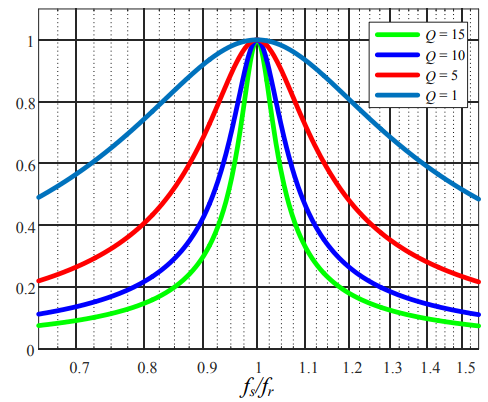 1
0.8
0.6
0.4
0.2
0
0.7 0.8 0.9 1 1.1 1.2 1.3 1.4 1.5
fs/fr
Q = 15
Q = 10
Q = 5
Q = 1